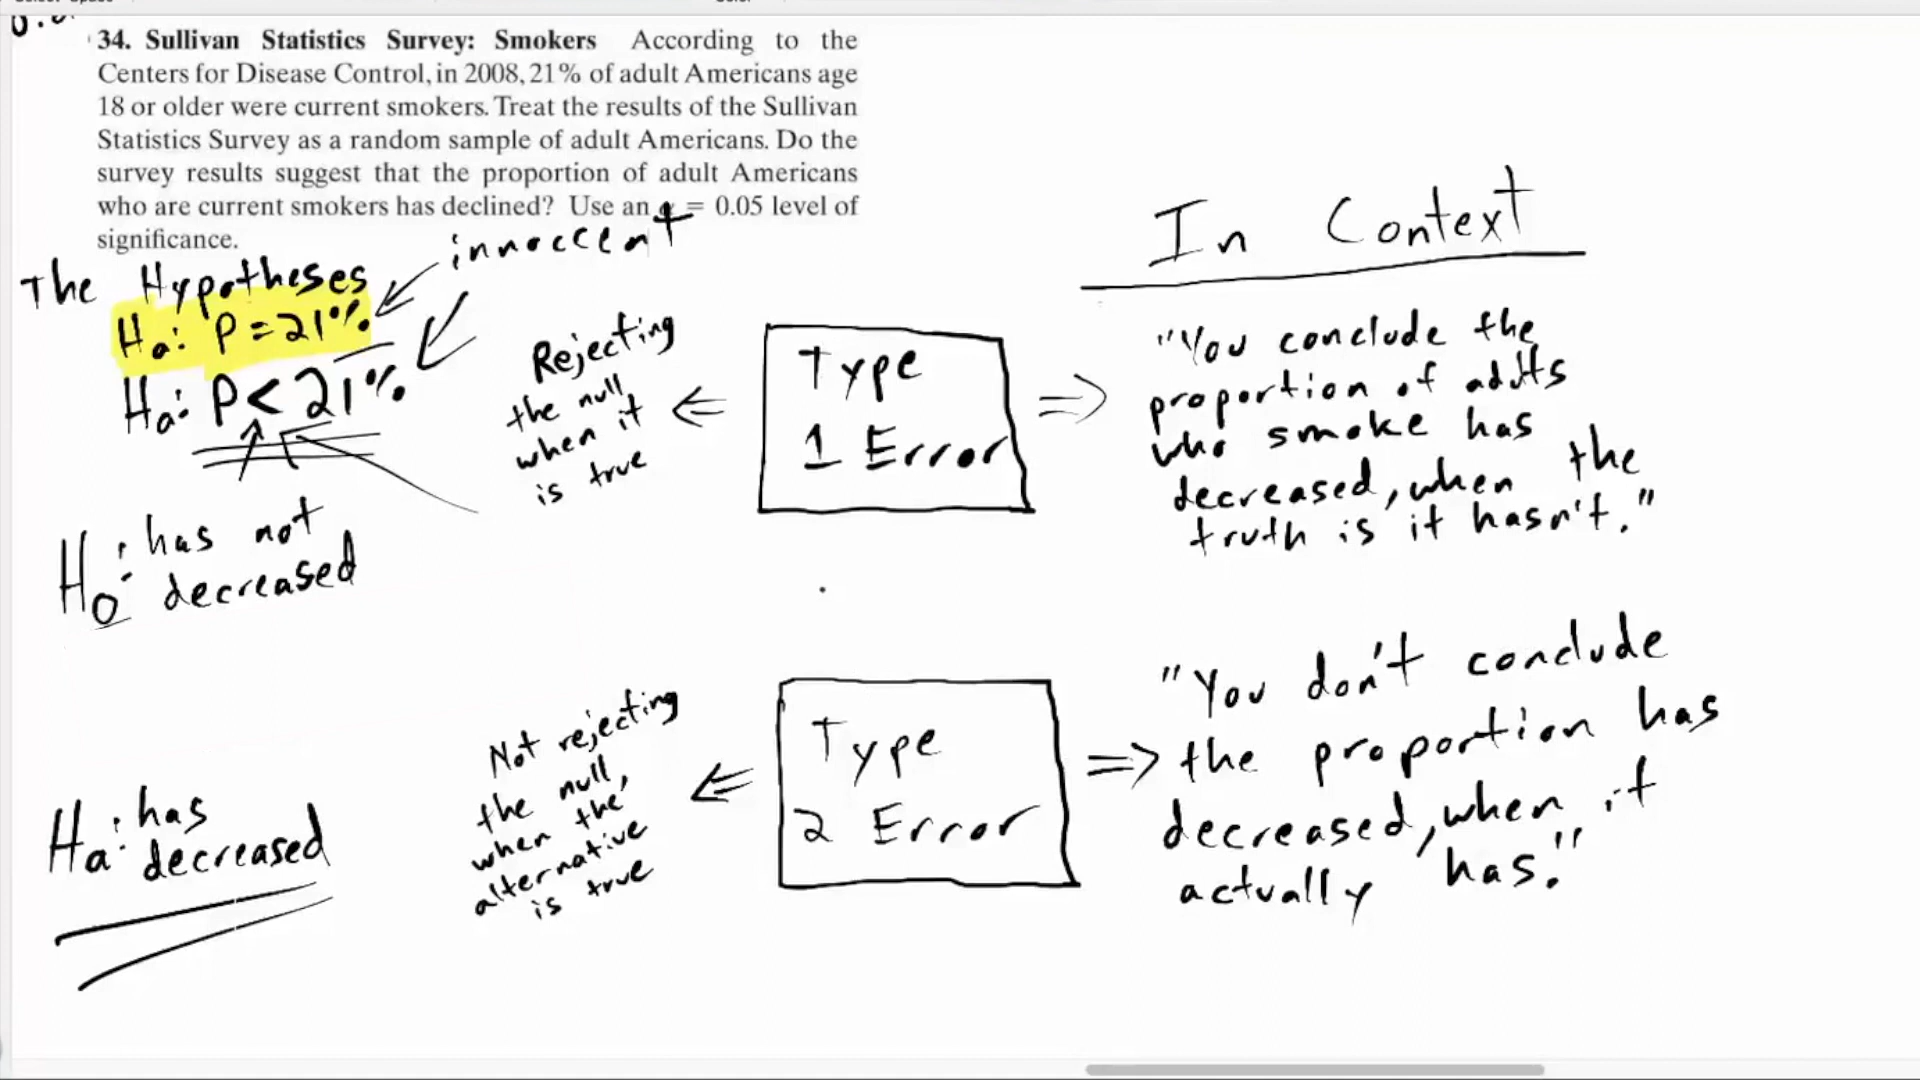 34. Sullivan Statistics Survey: Smokers According to the
Centers for Disease Control, in 2008, 21% of adult Americans age
18 or older were current smokers. Treat the results of the Sullivan
Statistics Survey as a random sample of adult Americans. Do the
survey results suggest that the proportion of adult Americans
who are current smokers has declined? Use an = 0.05 level of
significance.
innoccent
The Hypotheses
Ho: P=21%
Ha: P<21%
Ho: has not
decreased
Ha: has
decreased
Rejecting
the null
when it
is true
Type
1 Error
In Context
"You conclude the
proportion of adults
who smoke has
decreased, when the
truth is it hasn't."
Not rejecting
the null,
when the
alternative
is true
Type
2 Error
"You don't conclude
the proportion has
decreased, when it
actually has."